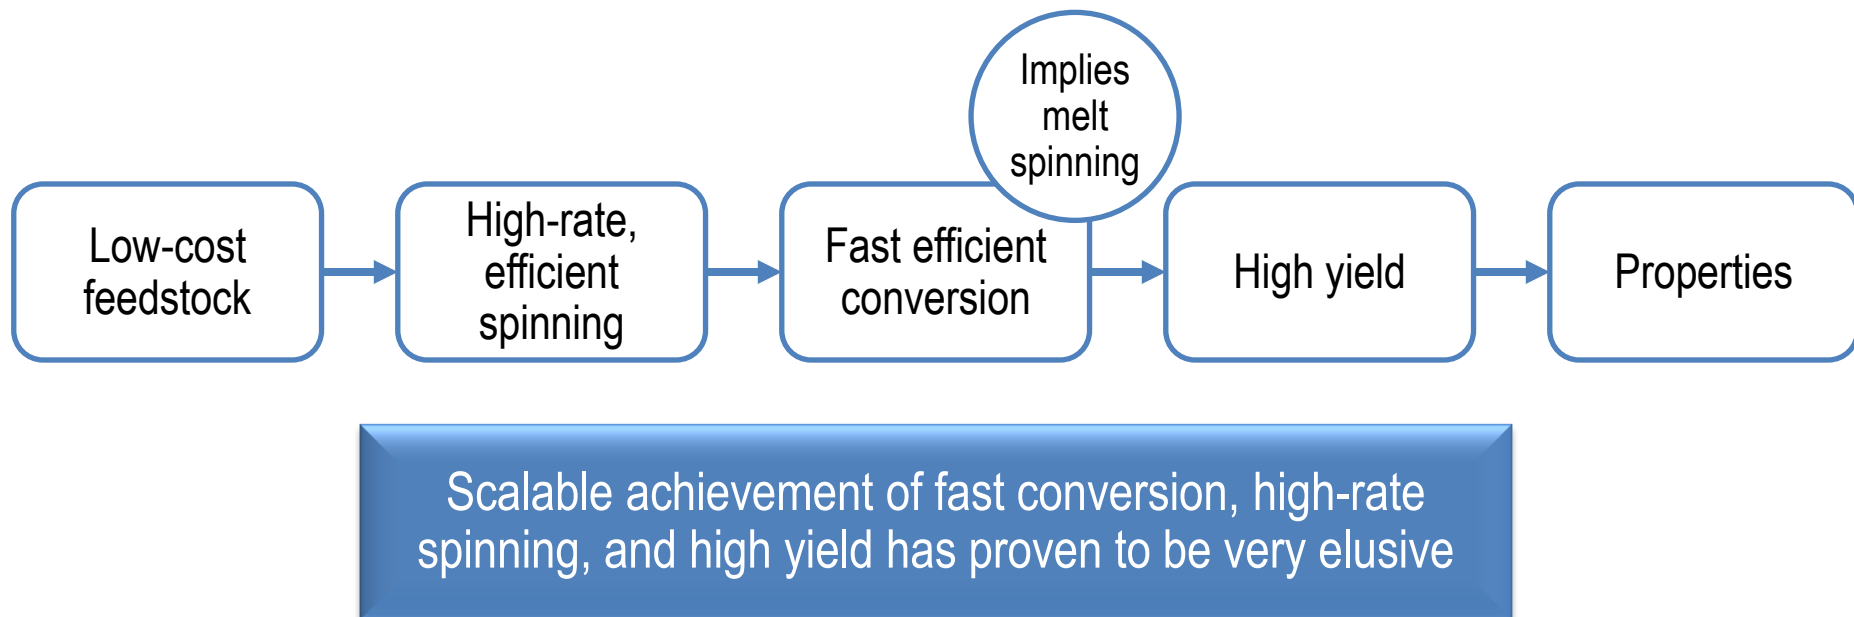 Implies
melt
spinning
Low-cost
feedstock
High-rate,
efficient
spinning
Fast efficient
conversion
High yield
Properties
Scalable achievement of fast conversion, high-rate
spinning, and high yield has proven to be very elusive